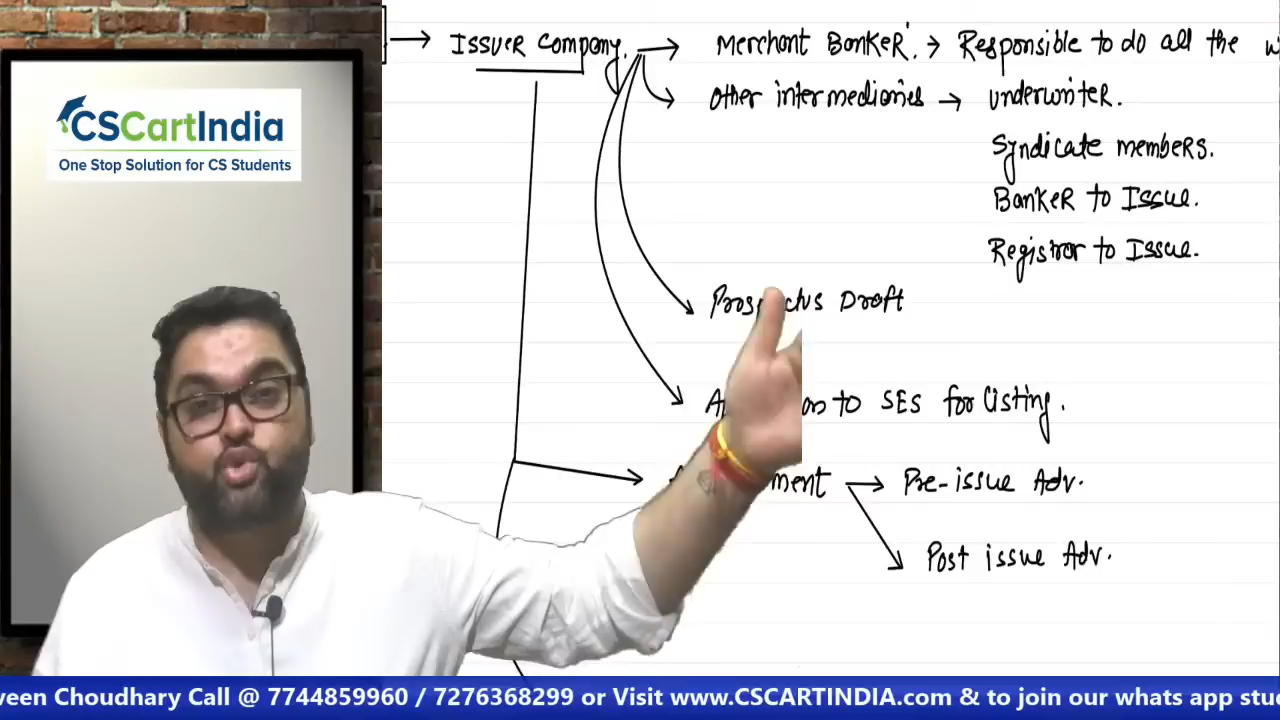 Issuer Company. → Merchant Banker. → Responsible to do all the
Other intermediaries → Underwriter.
Syndicate members.
Banker to Issue.
Registrar to Issue.
Draft
to SEs for listing.
→ Pre-issue Adv.
Post issue Adv.
CSCartIndia
One Stop Solution for CS Students
Choudhary Call @ 7744859960 / 7276368299 or Visit www.CSCARTINDIA.com & to join our whats app